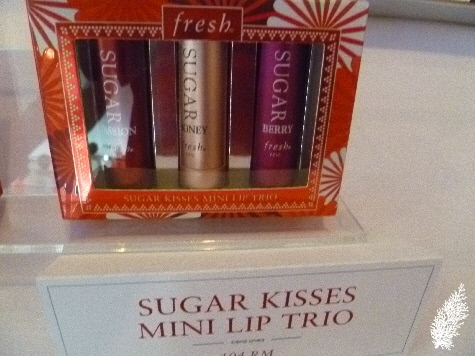 fresh
SUGAR
SUGAR
HONEY
fresh
SUGAR
BERRY
fresh
SUGAR KISSES MINI LIP TRIO
SUGAR KISSES
MINI LIP TRIO